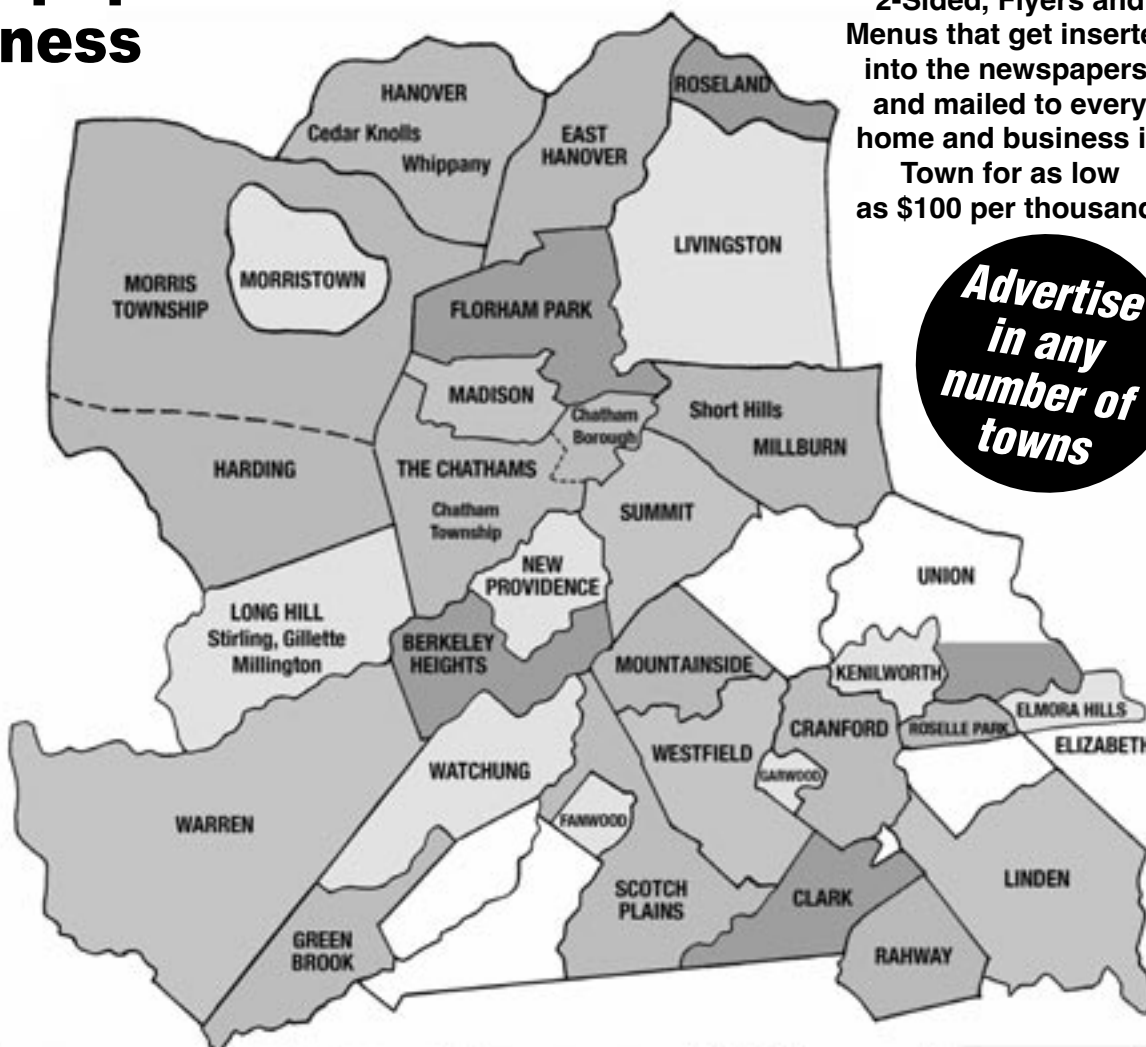 ness
2-Sided, Flyers and
Menus that get inserte
into the newspapers
and mailed to every
home and business i
Town for as low
as $100 per thousand
Advertise
in any
number of
towns
HANOVER
Cedar Knolls
Whippany
EAST
HANOVER
ROSELAND
LIVINGSTON
MORRIS
TOWNSHIP
MORRISTOWN
FLORHAM PARK
MADISON
Chatham
Borough
Short Hills
MILLBURN
HARDING
THE CHATHAMS
Chatham
Township
SUMMIT
NEW
PROVIDENCE
UNION
LONG HILL
Stirling, Gillette
Millington
BERKELEY
HEIGHTS
MOUNTAINSIDE
KENILWORTH
ELMORA HILLS
CRANFORD
ROSELLE PARK
ELIZABETH
WESTFIELD
GARWOOD
WATCHUNG
WARREN
FANWOOD
SCOTCH
PLAINS
CLARK
LINDEN
GREEN
BROOK
RAHWAY